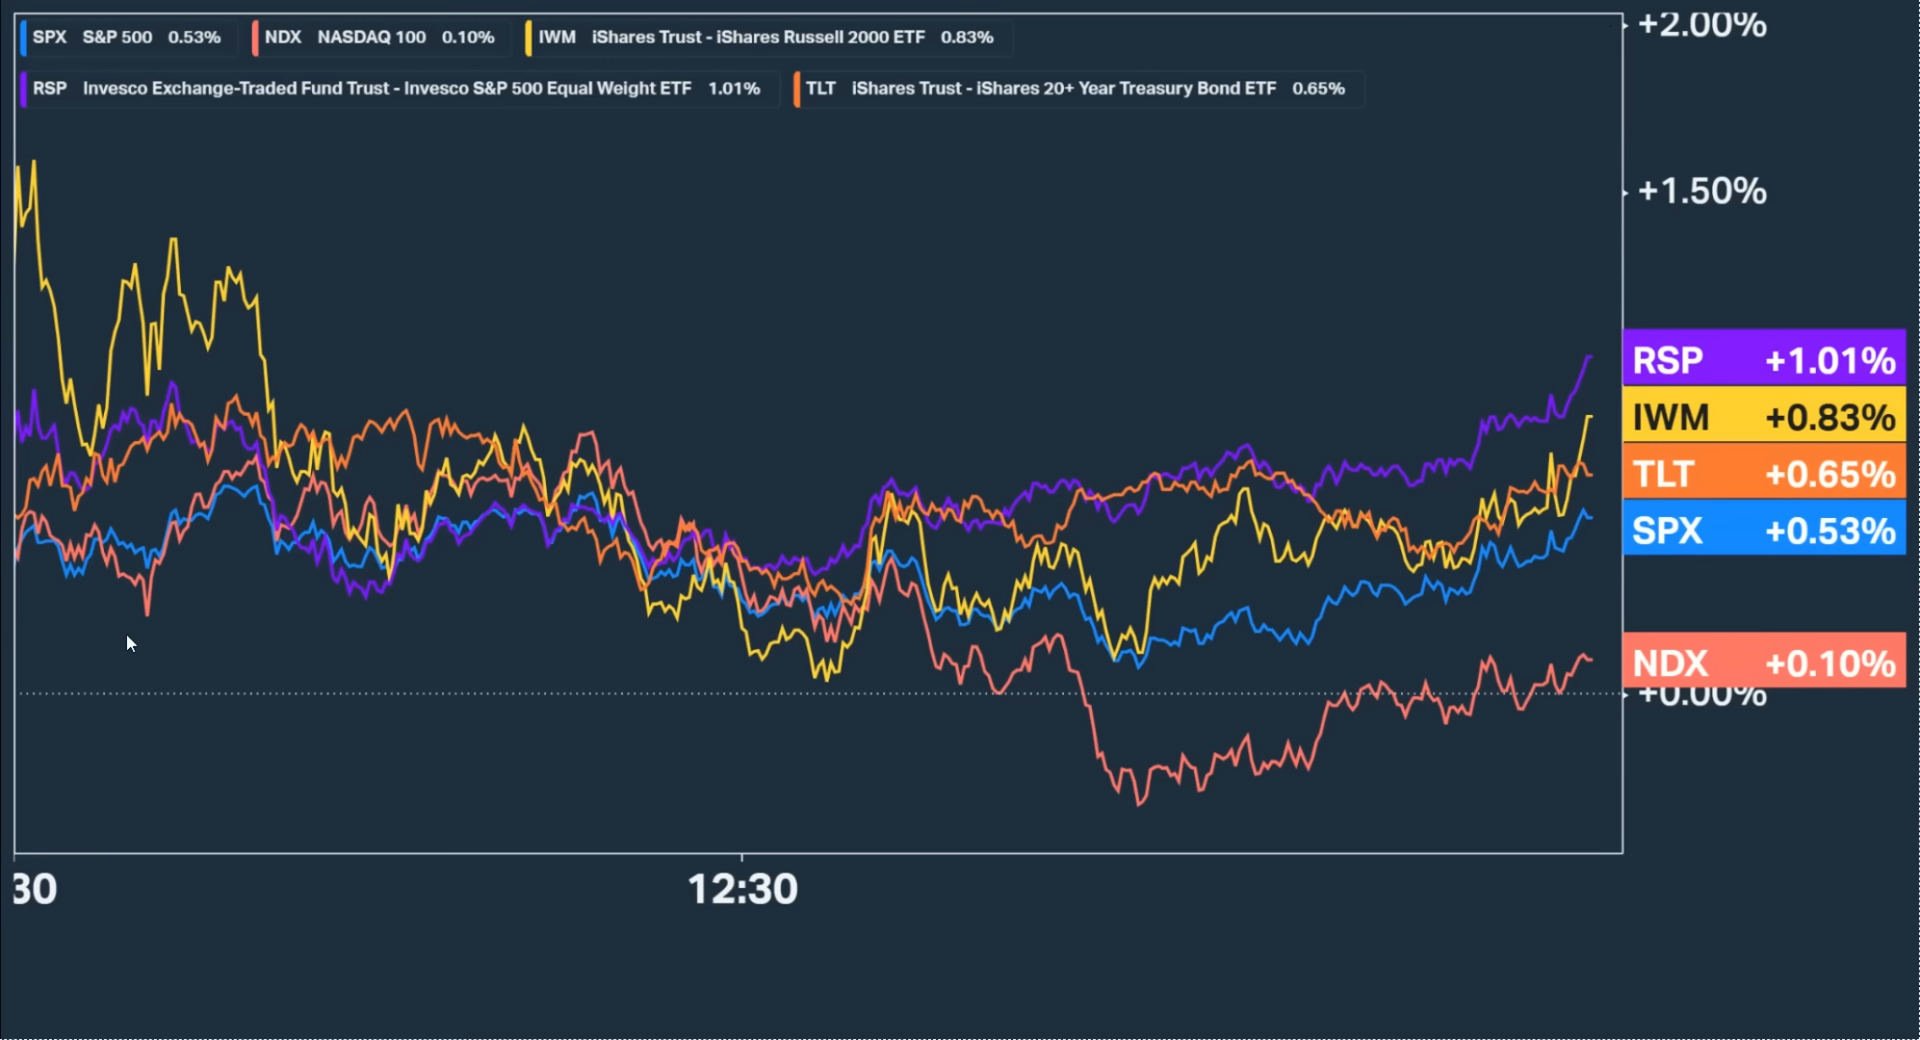 SPX S&P 500 0.53% NDX NASDAQ 100 0.10% IWM iShares Trust - iShares Russell 2000 ETF 0.83%
RSP Invesco Exchange-Traded Fund Trust - Invesco S&P 500 Equal Weight ETF 1.01% TLT iShares Trust - iShares 20+ Year Treasury Bond ETF 0.65%
+2.00%
+1.50%
RSP +1.01%
IWM +0.83%
TLT +0.65%
SPX +0.53%
NDX +0.10%
+0.00%
30 12:30